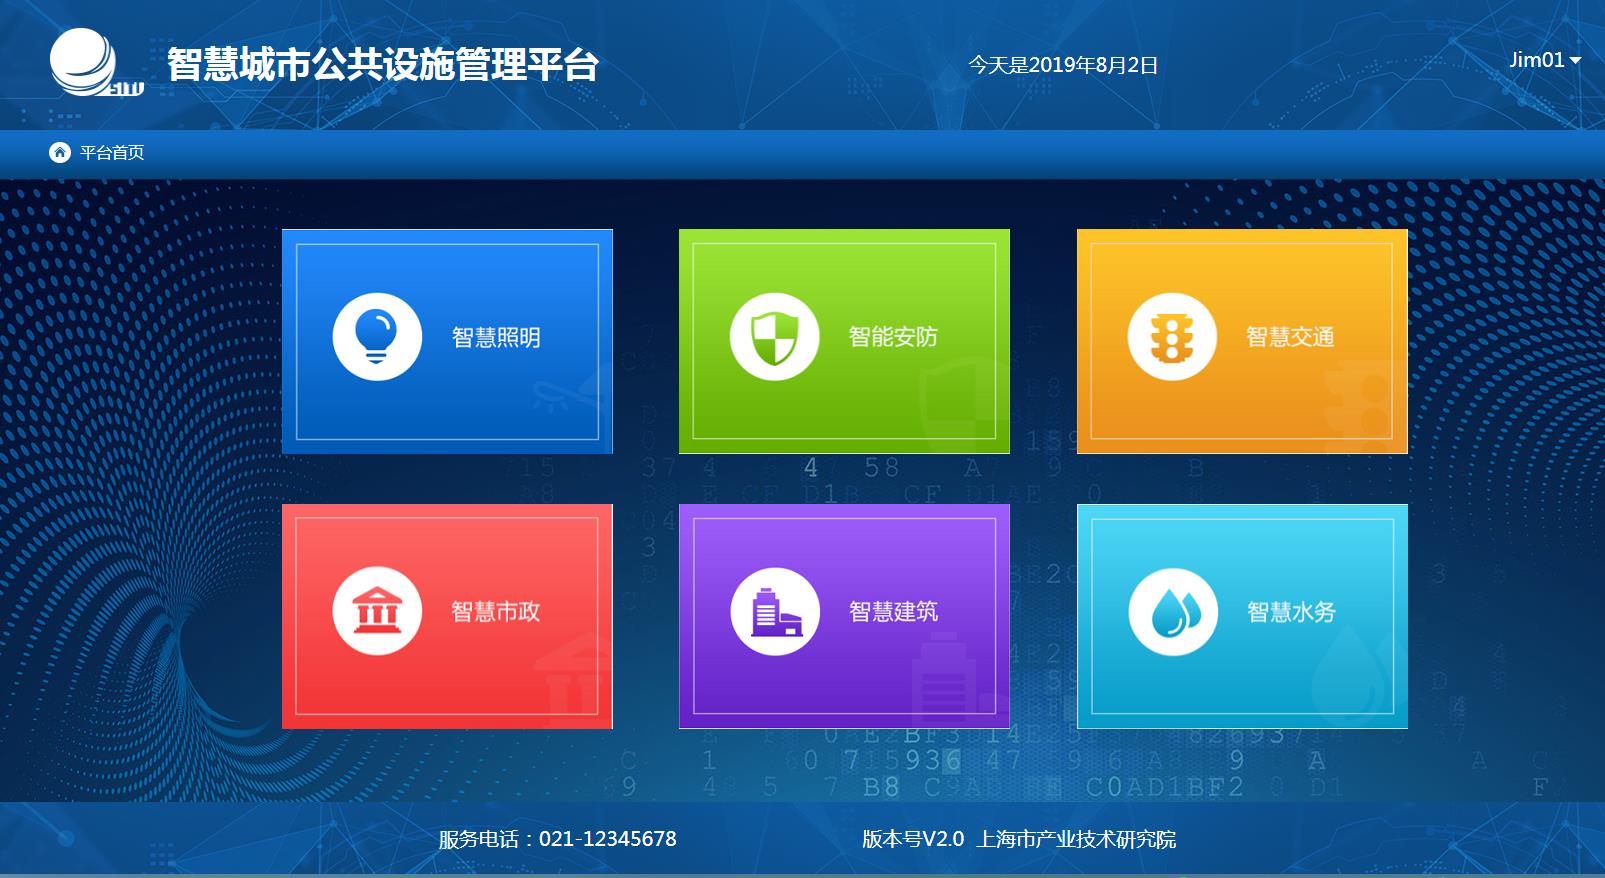 SITI
智慧城市公共设施管理平台
今天是2019年8月2日
Jim01
平台首页
智慧照明
智能安防
智慧交通
智慧市政
智慧建筑
智慧水务
服务电话：021-12345678
版本号V2.0 上海市产业技术研究院